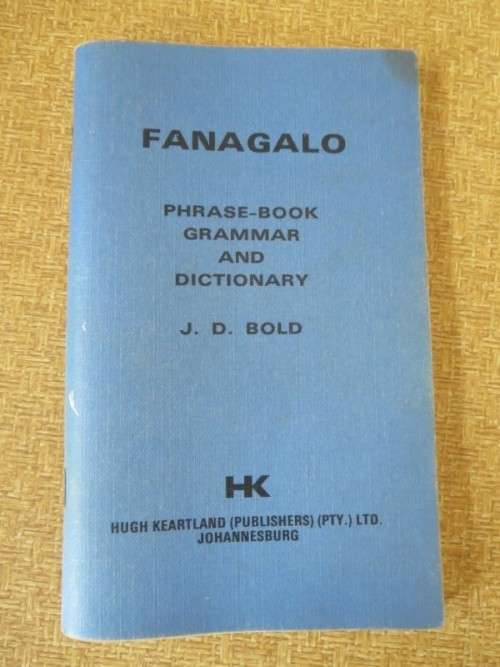 FANAGALO
PHRASE-BOOK
GRAMMAR
AND
DICTIONARY
J. D. BOLD
HK
HUGH KEARTLAND (PUBLISHERS) (PTY.) LTD.
JOHANNESBURG